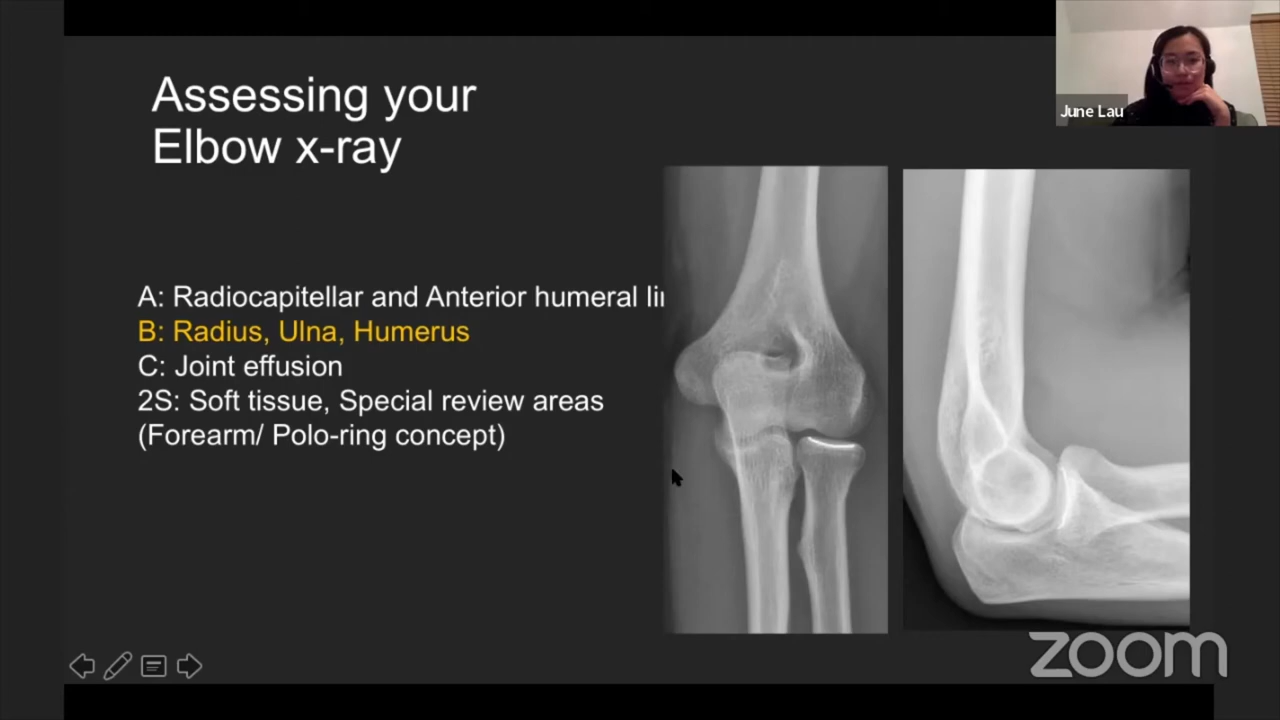 Assessing your
Elbow x-ray
June Lau
A: Radiocapitellar and Anterior humeral
B: Radius, Ulna, Humerus
C: Joint effusion
2S: Soft tissue, Special review areas
(Forearm/ Polo-ring concept)
zoom